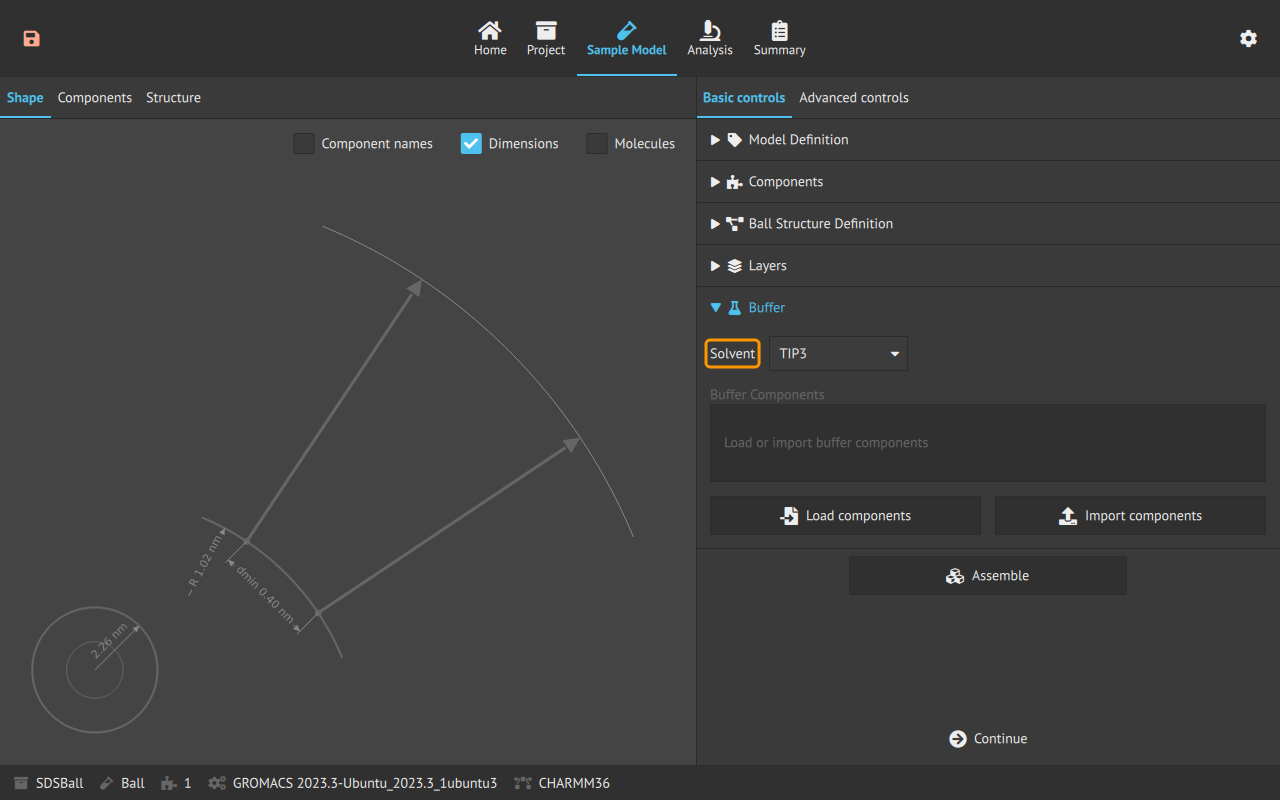 Home
Project
Sample Model
Analysis
Summary
Shape
Components
Structure
Basic controls
Advanced controls
Component names
Dimensions
Molecules
Model Definition
Components
Ball Structure Definition
Layers
Buffer
Solvent
TIP3
Buffer Components
Load or import buffer components
Load components
Import components
Assemble
~ R 1.02 nm
dmin 0.40 nm
2.26 nm
Continue
SDSBall
Ball
1
GROMACS 2023.3-Ubuntu_2023.3_1ubuntu3
CHARMM36